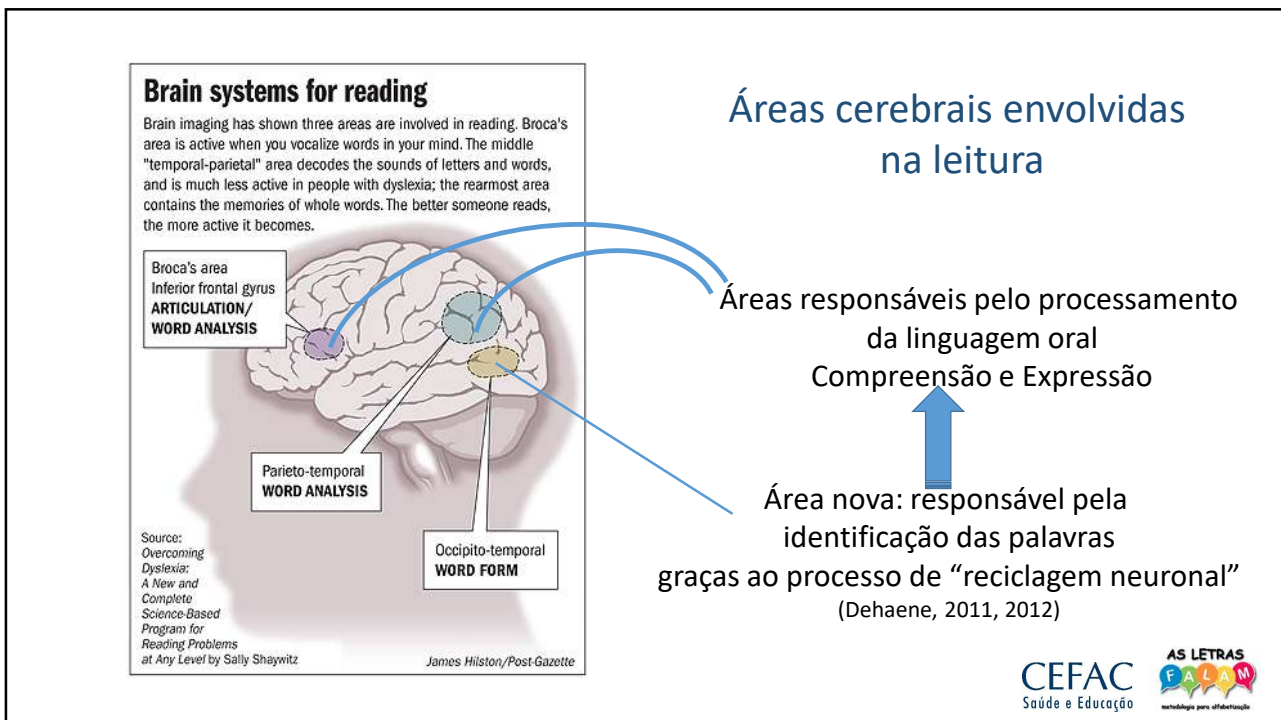 Brain systems for reading
Brain imaging has shown three areas are involved in reading. Broca's
area is active when you vocalize words in your mind. The middle
"temporal-parietal" area decodes the sounds of letters and words,
and is much less active in people with dyslexia; the rearmost area
contains the memories of whole words. The better someone reads,
the more active it becomes.
Broca's area
Inferior frontal gyrus
ARTICULATION/
WORD ANALYSIS
Parieto-temporal
WORD ANALYSIS
Occipito-temporal
WORD FORM
Source:
Overcoming
Dyslexia:
A New and
Complete
Science-Based
Program for
Reading Problems
at Any Level by Sally Shaywitz
James Hilston/Post-Gazette
Áreas cerebrais envolvidas
na leitura
Áreas responsáveis pelo processamento
da linguagem oral
Compreensão e Expressão
Área nova: responsável pela
identificação das palavras
graças ao processo de “reciclagem neuronal”
(Dehaene, 2011, 2012)
CEFAC
Saúde e Educação
AS LETRAS
FALAM
metodologia para alfabetização